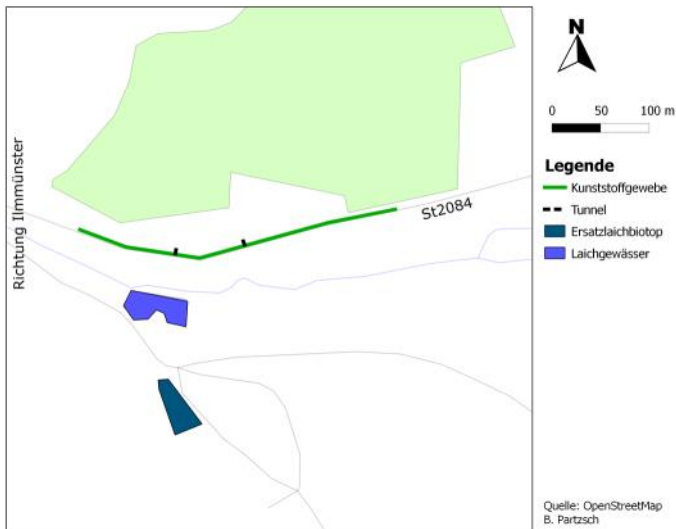 Richtung Ilmmünster
St2084
N
0 50 100 m
Legende
Kunststoffgewebe
Tunnel
Ersatzlaichbiotop
Laichgewässer
Quelle: OpenStreetMap
B. Partzsch